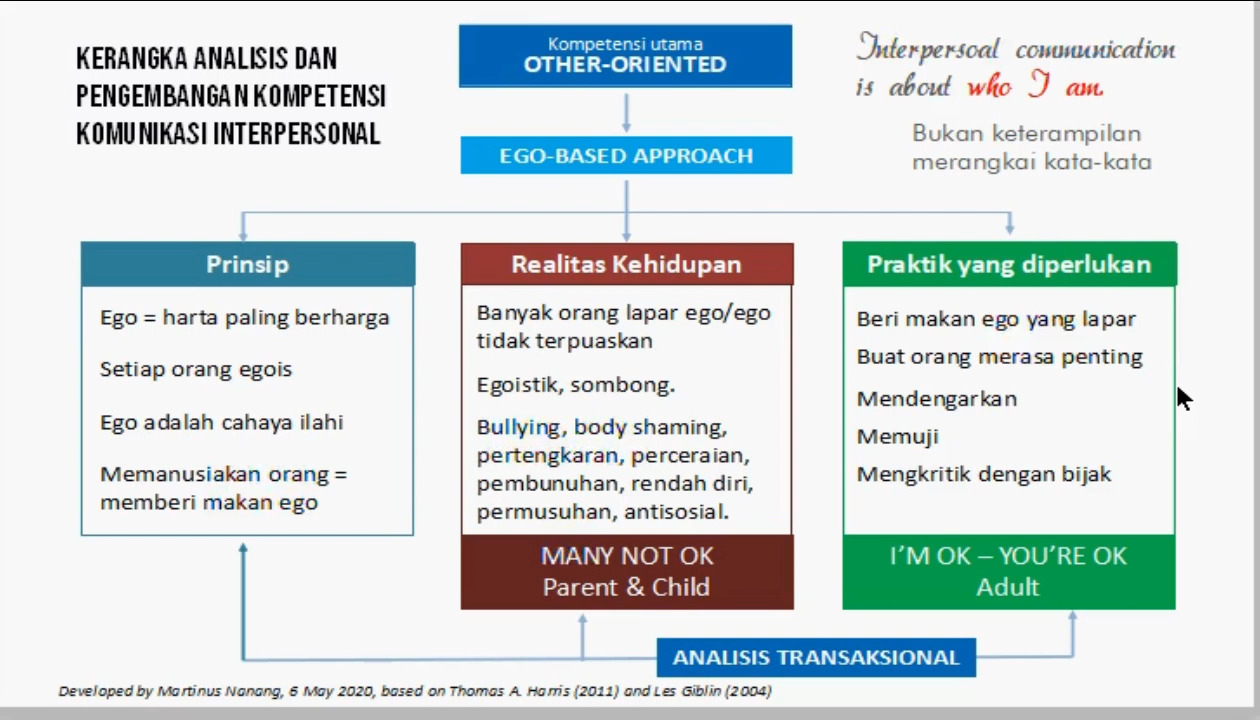 KERANGKA ANALISIS DAN
PENGEMBANGAN KOMPETENSI
KOMUNIKASI INTERPERSONAL
Kompetensi utama
OTHER-ORIENTED
Interpersoal communication
is about who I am.
Bukan keterampilan
merangkai kata-kata
EGO-BASED APPROACH
Prinsip
Ego = harta paling berharga
Setiap orang egois
Ego adalah cahaya ilahi
Memanusiakan orang =
memberi makan ego
Realitas Kehidupan
Banyak orang lapar ego/ego
tidak terpuaskan
Egoistik, sombong.
Bullying, body shaming,
pertengkaran, perceraian,
pembunuhan, rendah diri,
permusuhan, antisosial.
MANY NOT OK
Parent & Child
Praktik yang diperlukan
Beri makan ego yang lapar
Buat orang merasa penting
Mendengarkan
Memuji
Mengkritik dengan bijak
I'M OK – YOU'RE OK
Adult
ANALISIS TRANSAKSIONAL
Developed by Martinus Nanang, 6 May 2020, based on Thomas A. Harris (2011) and Les Giblin (2004)